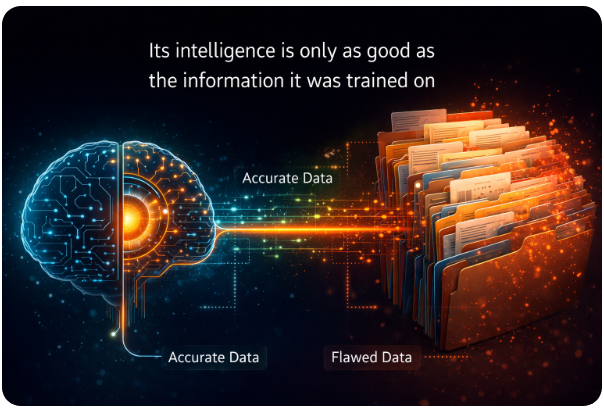 Its intelligence is only as good as
the information it was trained on
Accurate Data
Accurate Data
Flawed Data